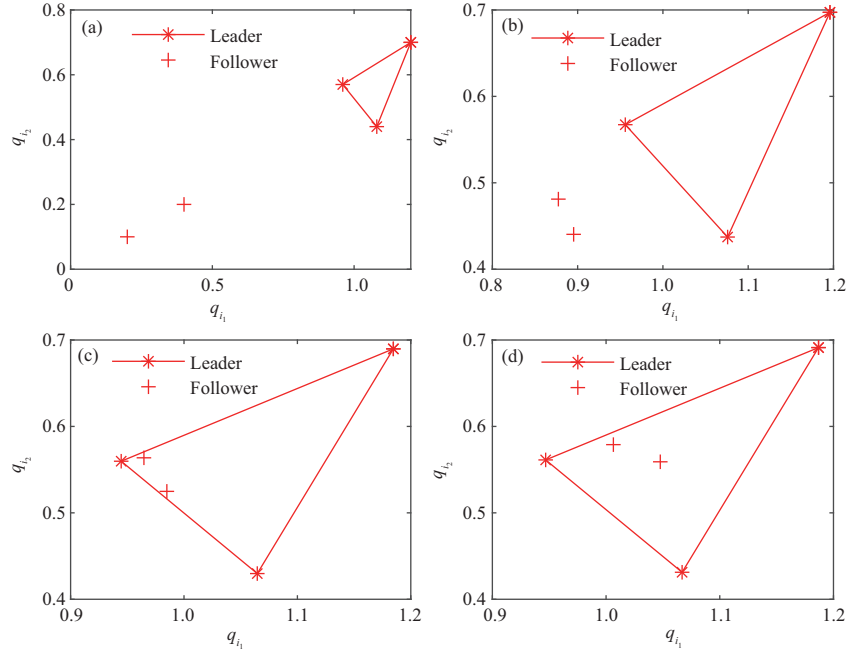 (a)
Leader
Follower
0.8
0.6
0.4
0.2
0
q_{i_2}
0
0.5
1.0
q_{i_1}
(b)
Leader
Follower
0.7
0.6
0.5
0.4
q_{i_2}
0.8
0.9
1.0
1.1
1.2
q_{i_1}
(c)
Leader
Follower
0.7
0.6
0.5
0.4
q_{i_2}
0.9
1.0
1.1
1.2
q_{i_1}
(d)
Leader
Follower
0.7
0.6
0.5
0.4
q_{i_2}
0.9
1.0
1.1
1.2
q_{i_1}